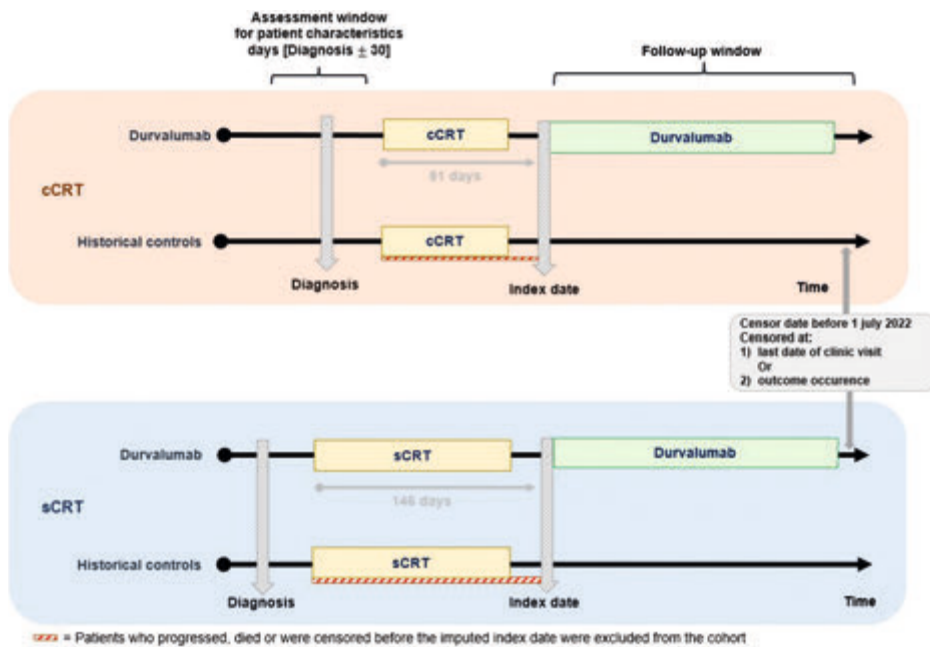 Assessment window
for patient characteristics
days [Diagnosis ± 30]
Follow-up window
Durvalumab
cCRT
Durvalumab
91 days
cCRT
Historical controls
cCRT
Diagnosis
Index date
Time
Censor date before 1 july 2022
Censored at:
1) last date of clinic visit
Or
2) outcome occurence
Durvalumab
sCRT
Durvalumab
146 days
sCRT
Historical controls
sCRT
Diagnosis
Index date
Time
= Patients who progressed, died or were censored before the imputed index date were excluded from the cohort